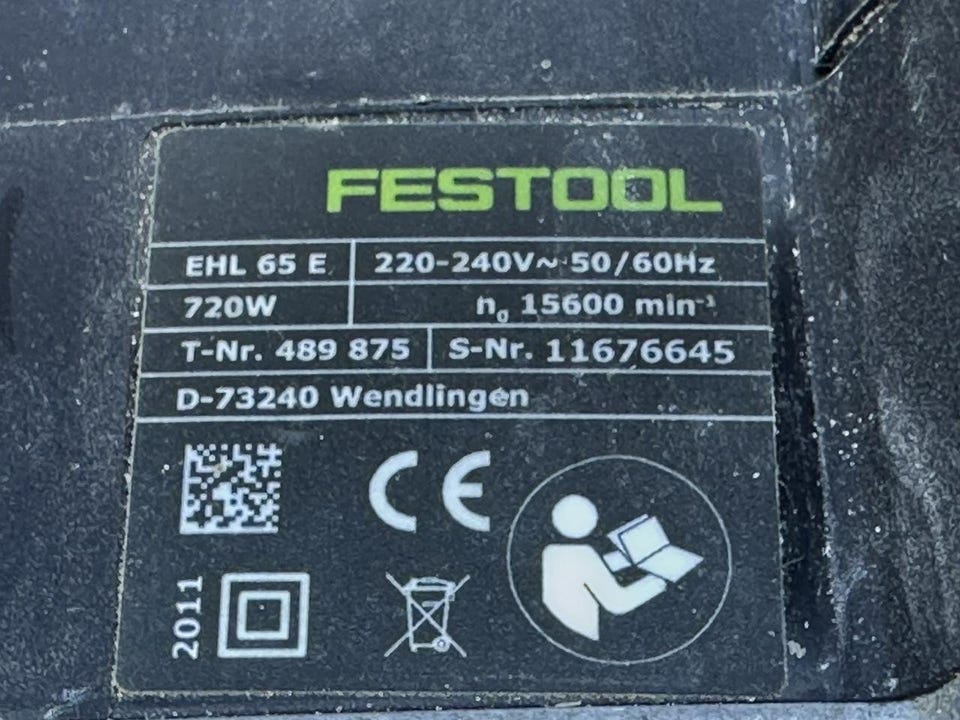 FESTOOL
EHL 65 E 220-240V~ 50/60Hz
720W n₀ 15600 min⁻¹
T-Nr. 489 875 S-Nr. 11676645
D-73240 Wendlingen
CE
2011